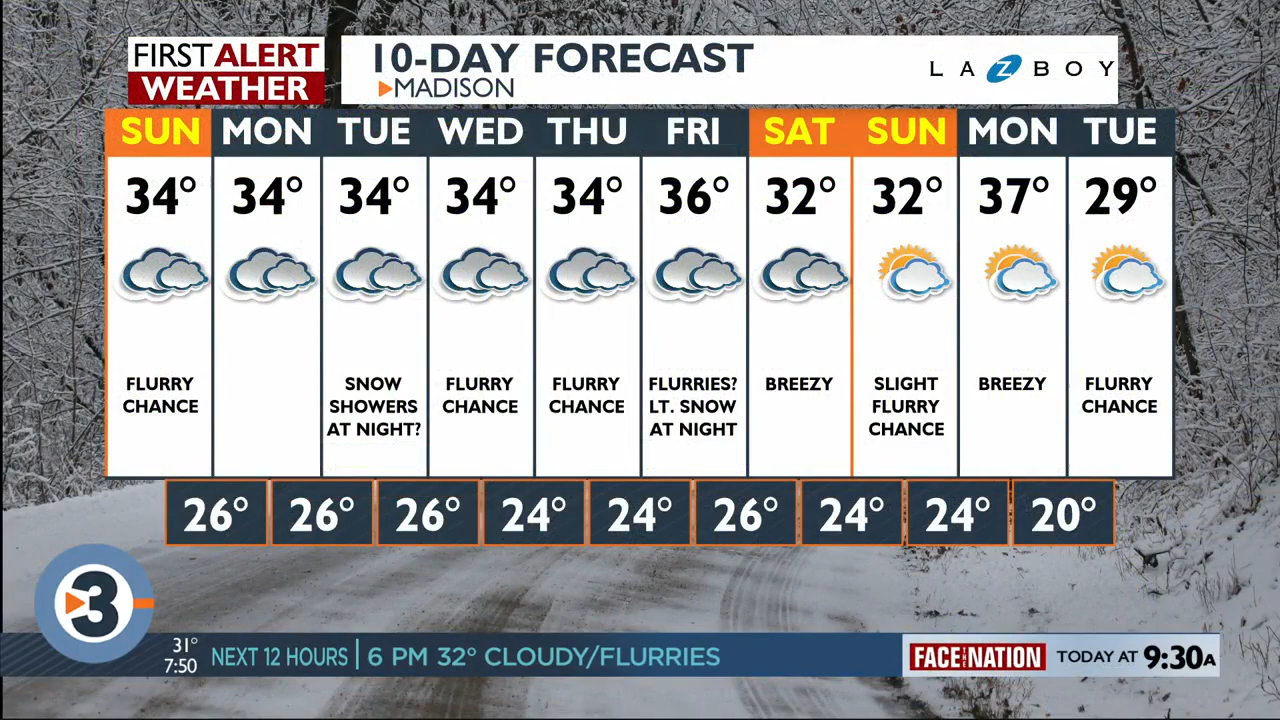 FIRST ALERT
WEATHER
10-DAY FORECAST
MADISON
LA Z BOY
SUN MON TUE WED THU FRI SAT SUN MON TUE
34° 34° 34° 34° 34° 36° 32° 32° 37° 29°
FLURRY
CHANCE
SNOW
SHOWERS
AT NIGHT?
FLURRY
CHANCE
FLURRY
CHANCE
FLURRIES?
LT. SNOW
AT NIGHT
BREEZY
SLIGHT
FLURRY
CHANCE
BREEZY
FLURRY
CHANCE
26° 26° 26° 24° 24° 26° 24° 24° 20°
3
31°
7:50
NEXT 12 HOURS | 6 PM 32° CLOUDY/FLURRIES
FACE THE NATION TODAY AT 9:30A